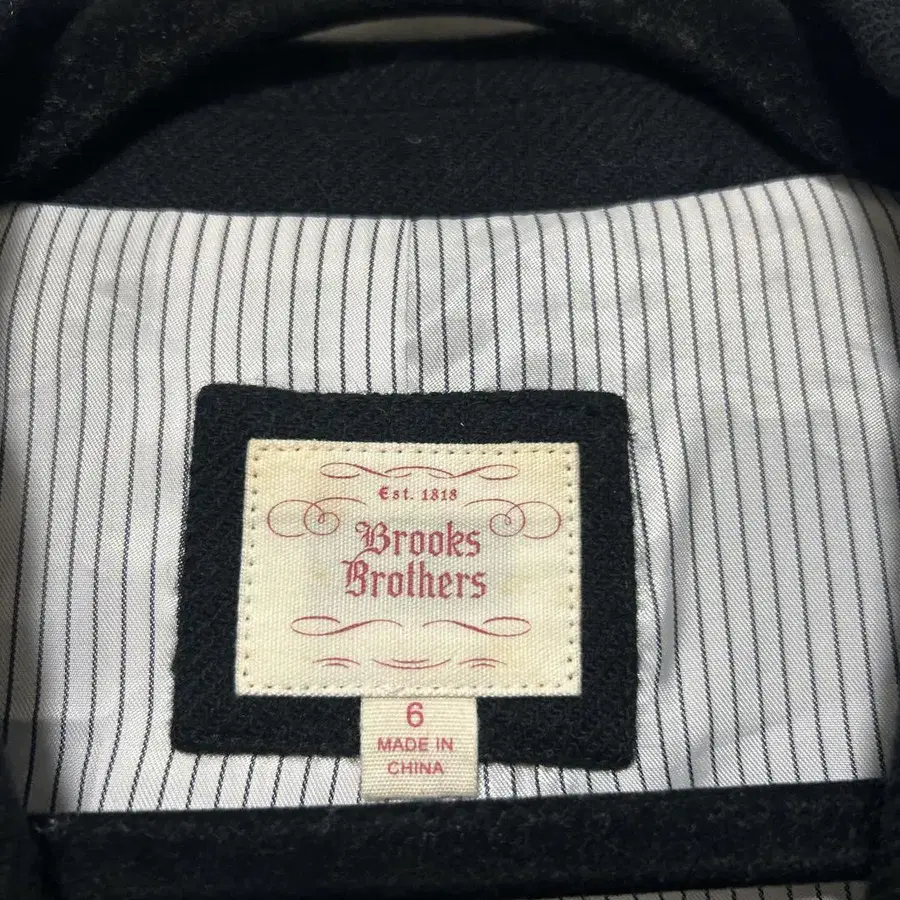 Est. 1818
Brooks
Brothers
6
MADE IN
CHINA